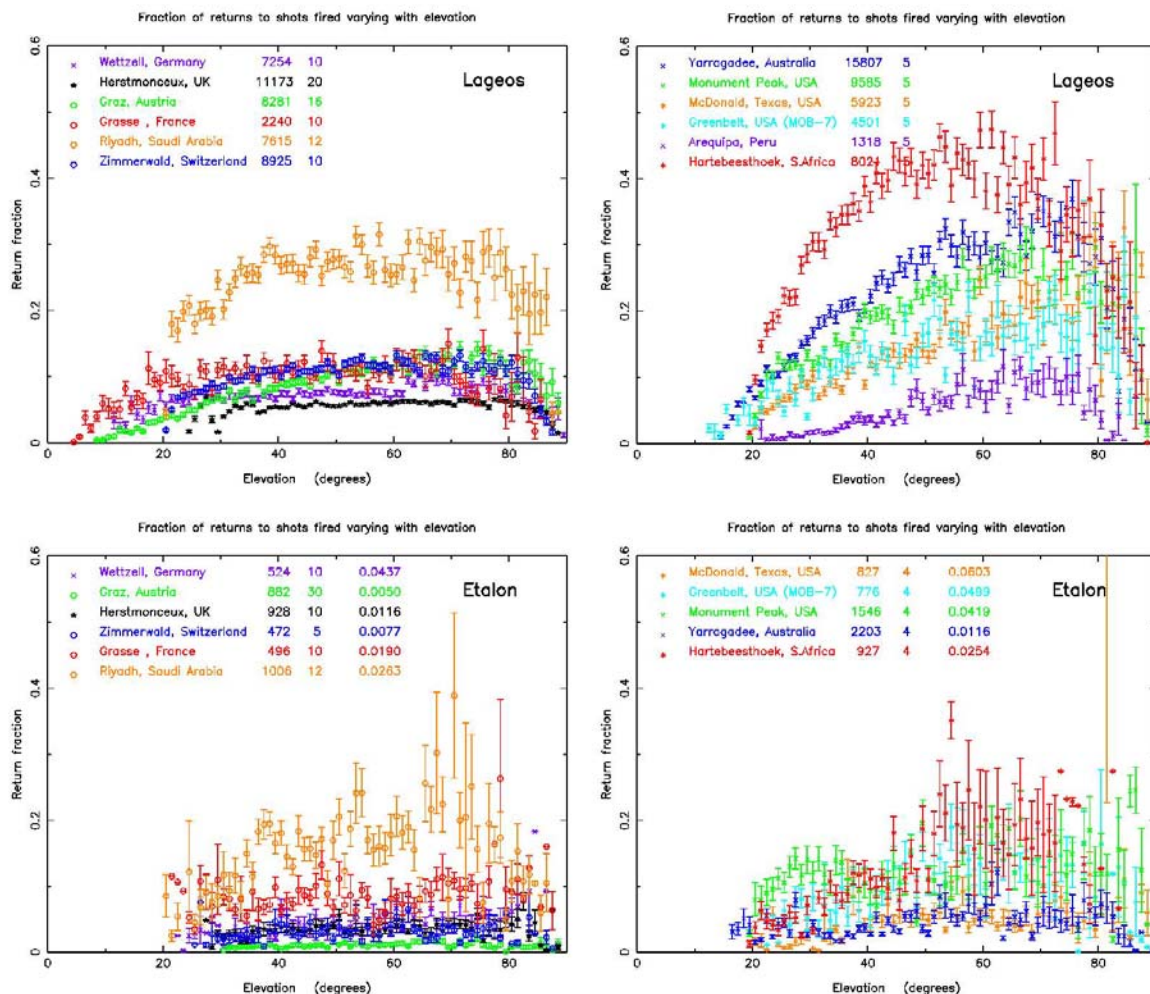 Fraction of returns to shots fired varying with elevation
0.6
0.4
0.2
0
Return fraction
Wettzell, Germany 7254 10
Herstmonceux, UK 11173 20
Graz, Austria 8281 16
Grasse , France 2240 10
Riyadh, Saudi Arabia 7615 12
Zimmerwald, Switzerland 8925 10
Lageos
0 20 40 60 80
Elevation (degrees)
Fraction of returns to shots fired varying with elevation
0.6
0.4
0.2
0
Return fraction
Yarragadee, Australia 15807 5
Monument Peak, USA 9585 5
McDonald, Texas, USA 5923 5
Greenbelt, USA (MOB-7) 4501 5
Arequipa, Peru 1318 5
Hartebeesthoek, S.Africa 8021 5
Lageos
0 20 40 60 80
Elevation (degrees)
Fraction of returns to shots fired varying with elevation
0.6
0.4
0.2
0
Return fraction
Wettzell, Germany 524 10 0.0437
Graz, Austria 882 30 0.0050
Herstmonceux, UK 928 10 0.0116
Zimmerwald, Switzerland 472 5 0.0077
Grasse , France 496 10 0.0190
Riyadh, Saudi Arabia 1006 12 0.0263
Etalon
0 20 40 60 80
Elevation (degrees)
Fraction of returns to shots fired varying with elevation
0.6
0.4
0.2
0
Return fraction
McDonald, Texas, USA 827 4 0.0603
Greenbelt, USA (MOB-7) 776 4 0.0499
Monument Peak, USA 1546 4 0.0419
Yarragadee, Australia 2203 4 0.0116
Hartebeesthoek, S.Africa 927 4 0.0254
Etalon
0 20 40 60 80
Elevation (degrees)